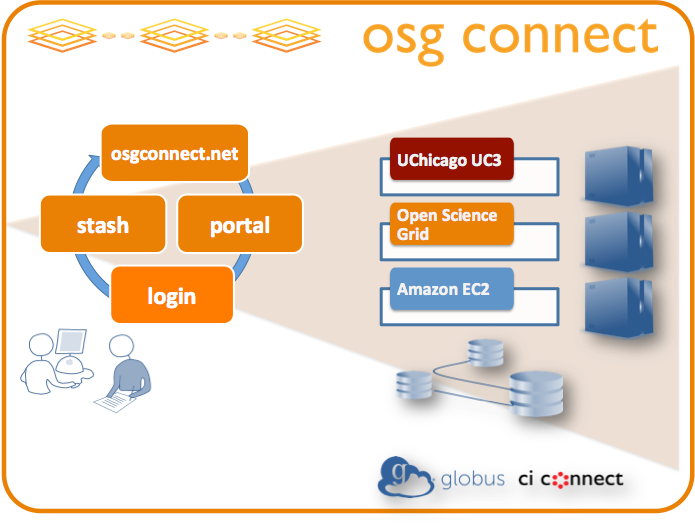 osg connect
osgconnect.net
stash
portal
login
UChicago UC3
Open Science
Grid
Amazon EC2
g globus
ci connect